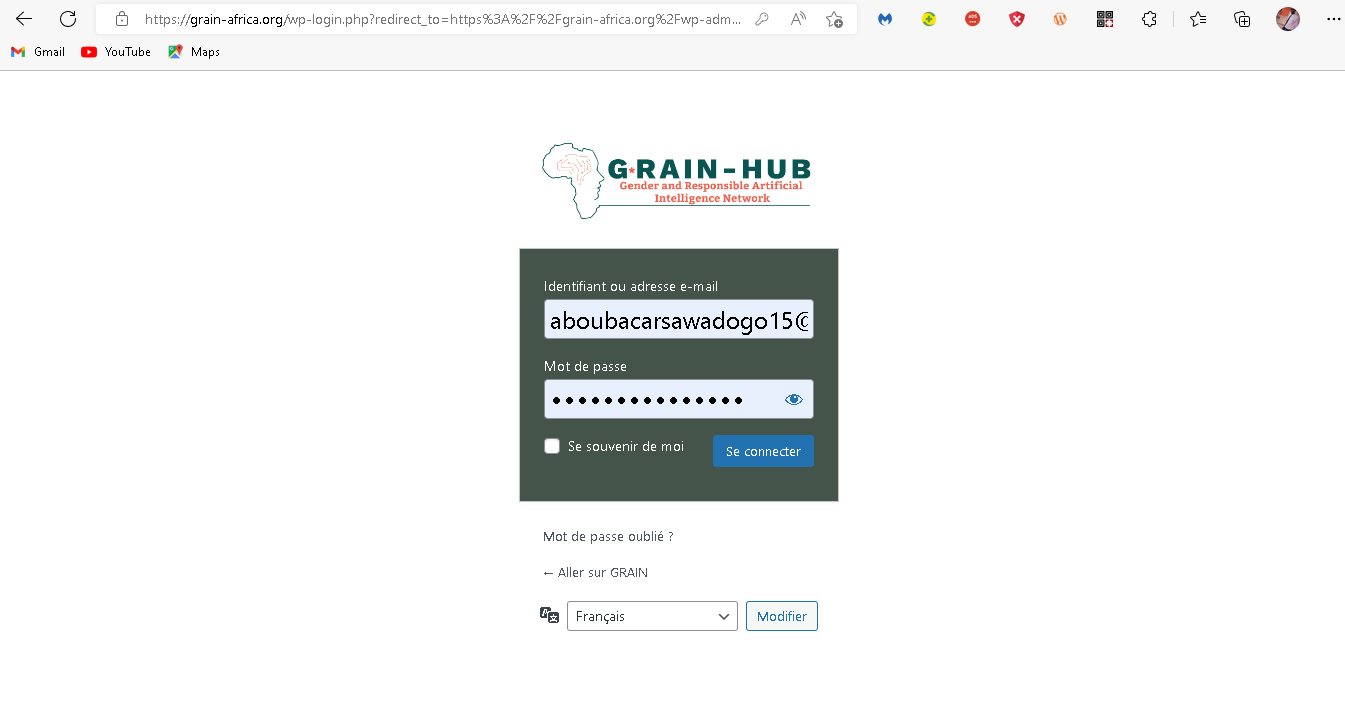 https://grain-africa.org/wp-login.php?redirect_to=https%3A%2F%2Fgrain-africa.org%2Fwp-adm...
Gmail YouTube Maps
G*RAIN-HUB
Gender and Responsible Artificial
Intelligence Network
Identifiant ou adresse e-mail
aboubacarsawadogo15@
Mot de passe
Se souvenir de moi
Se connecter
Mot de passe oublié ?
← Aller sur GRAIN
Français
Modifier